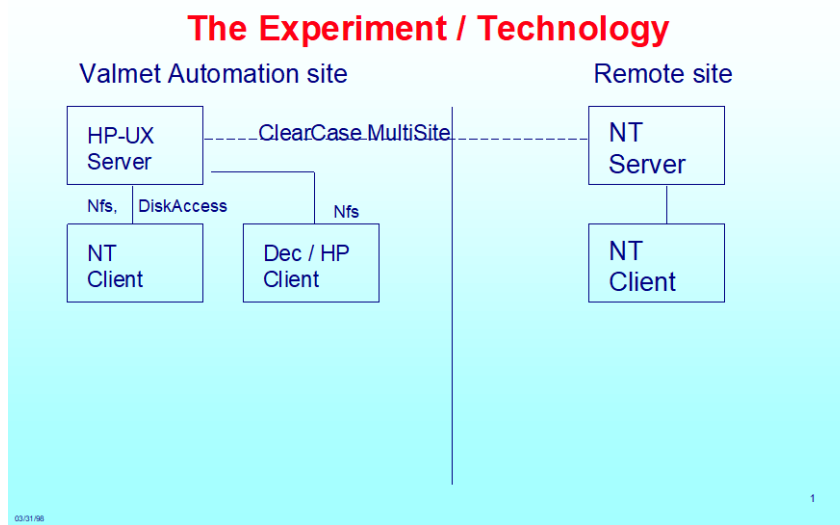 The Experiment / Technology
Valmet Automation site
Remote site
HP-UX
Server
ClearCase MultiSite
NT
Server
Nfs, DiskAccess
Nfs
NT
Client
Dec / HP
Client
NT
Client
1
03/31/98